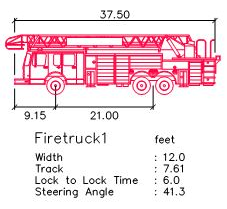 37.50
9.15 21.00
Firetruck1 feet
Width : 12.0
Track : 7.61
Lock to Lock Time : 6.0
Steering Angle : 41.3